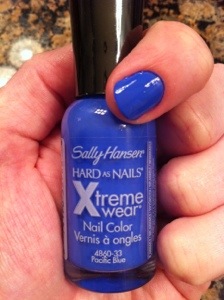 Sally Hansen
HARD AS NAILS
Xtreme
wear
Nail Color
Vernis à ongles
4860-33
Pacific Blue